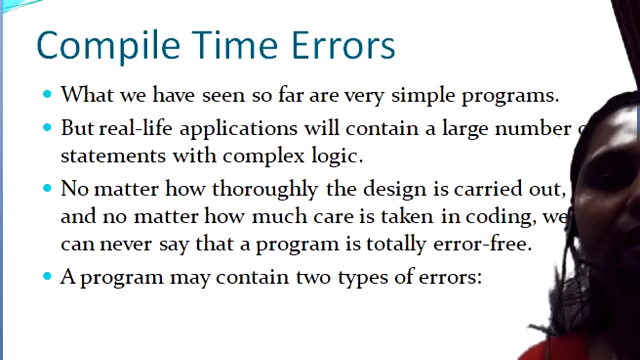 Compile Time Errors
• What we have seen so far are very simple programs.
• But real-life applications will contain a large number
statements with complex logic.
• No matter how thoroughly the design is carried out,
and no matter how much care is taken in coding, we
can never say that a program is totally error-free.
• A program may contain two types of errors: